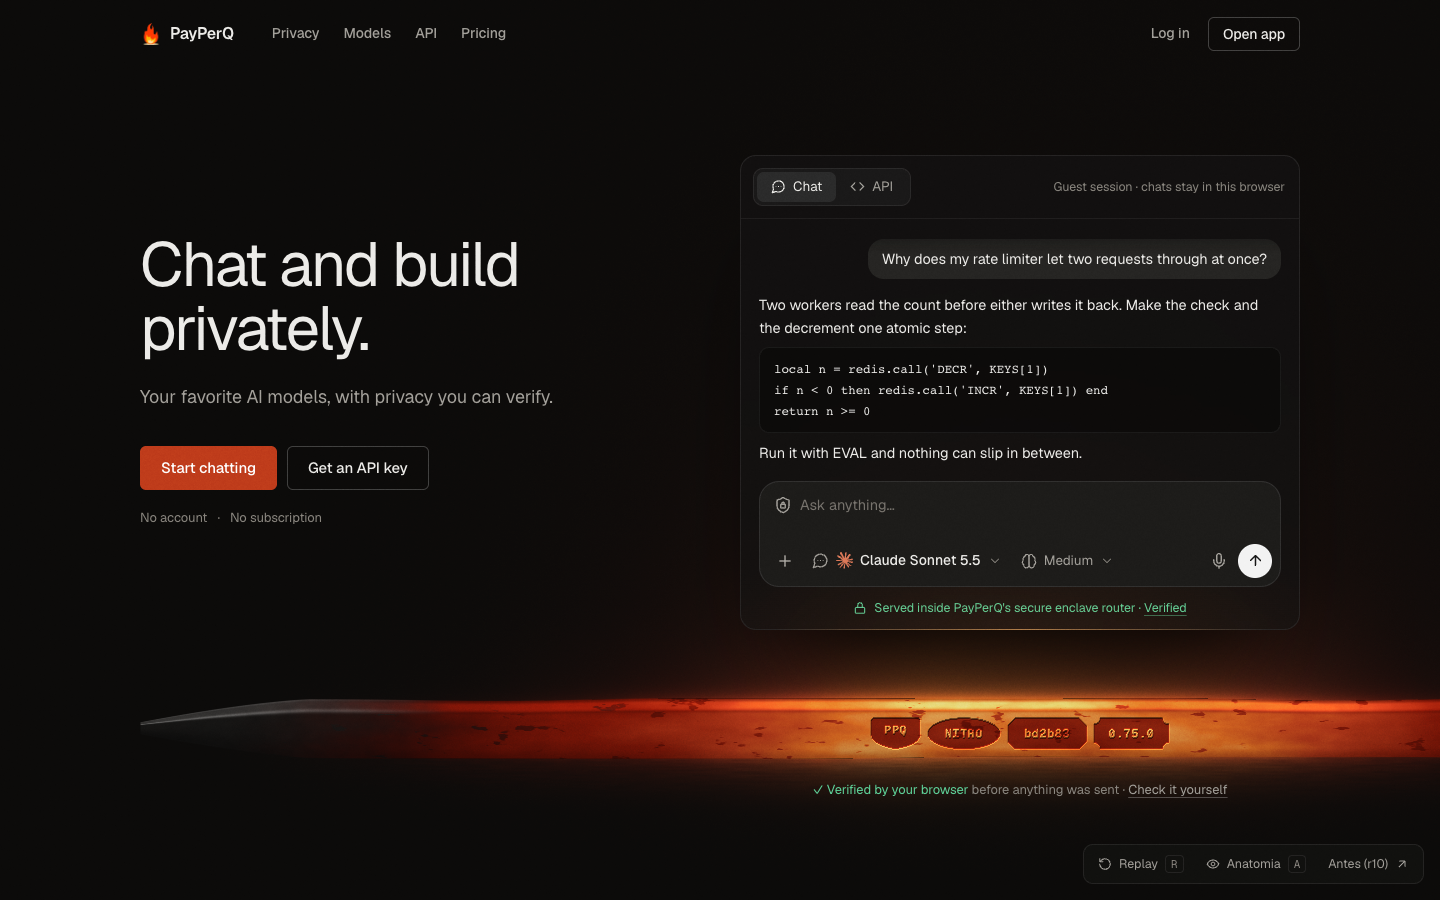 PayPerQ
Privacy
Models
API
Pricing
Log in
Open app
Chat and build
privately.
Your favorite AI models, with privacy you can verify.
Start chatting
Get an API key
No account · No subscription
Chat
API
Guest session · chats stay in this browser
Why does my rate limiter let two requests through at once?
Two workers read the count before either writes it back. Make the check and
the decrement one atomic step:
local n = redis.call('DECR', KEYS[1])
if n < 0 then redis.call('INCR', KEYS[1]) end
return n >= 0
Run it with EVAL and nothing can slip in between.
Ask anything...
Claude Sonnet 5.5
Medium
Served inside PayPerQ's secure enclave router · Verified
PPQ
NITRO
bd2b83
0.75.0
✓ Verified by your browser before anything was sent · Check it yourself
Replay R
Anatomia A
Antes (r10)